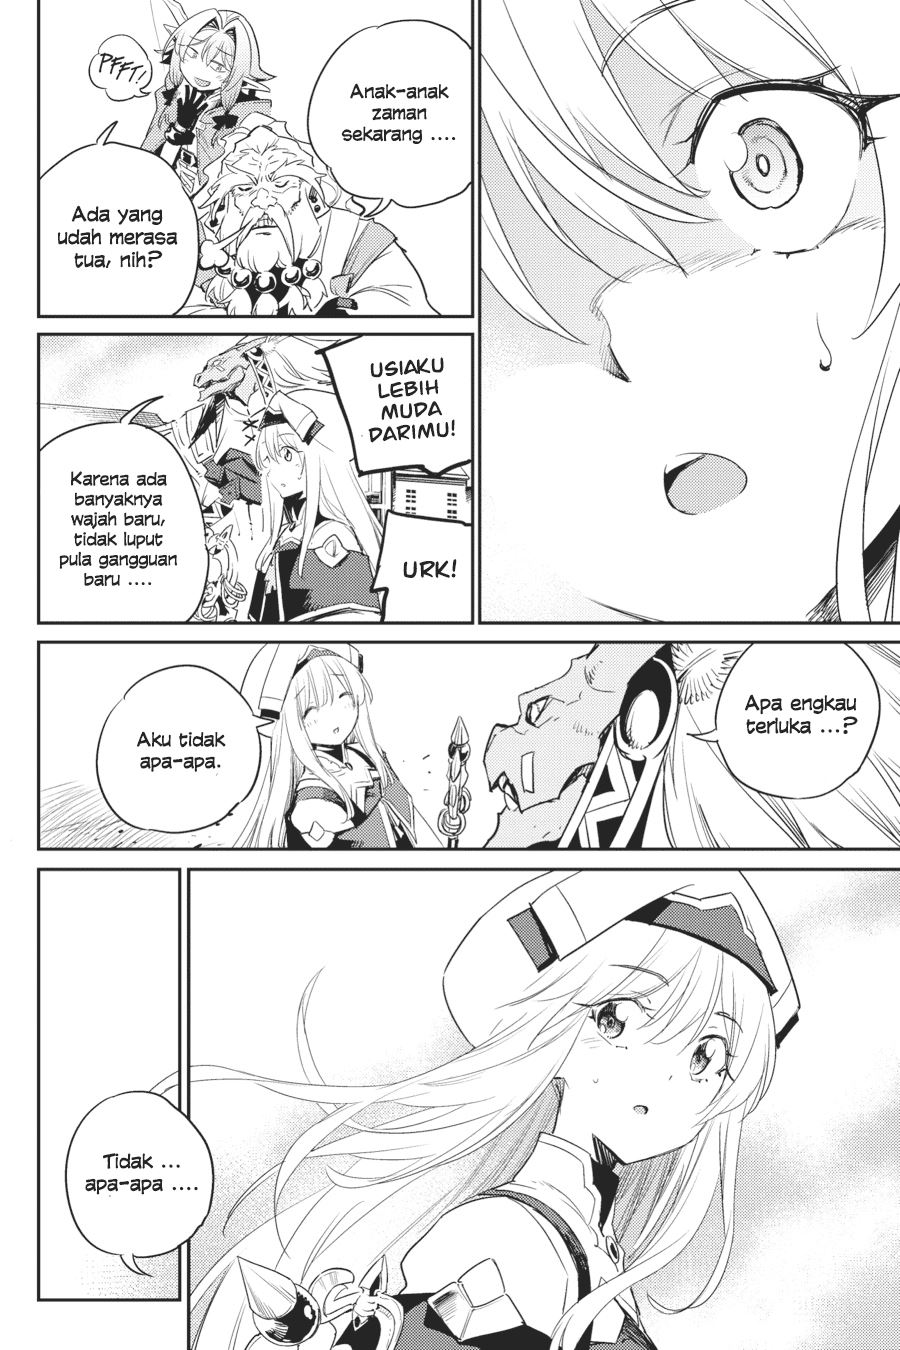 Anak-anak
zaman
sekarang ....
PFFT!
Ada yang
udah merasa
tua, nih?
USIAKU
LEBIH
MUDA
DARIMU!
URK!
Karena ada
banyaknya
wajah baru,
tidak luput
pula gangguan
baru ....
Apa engkau
terluka ...?
Aku tidak
apa-apa.
Tidak ...
apa-apa ....